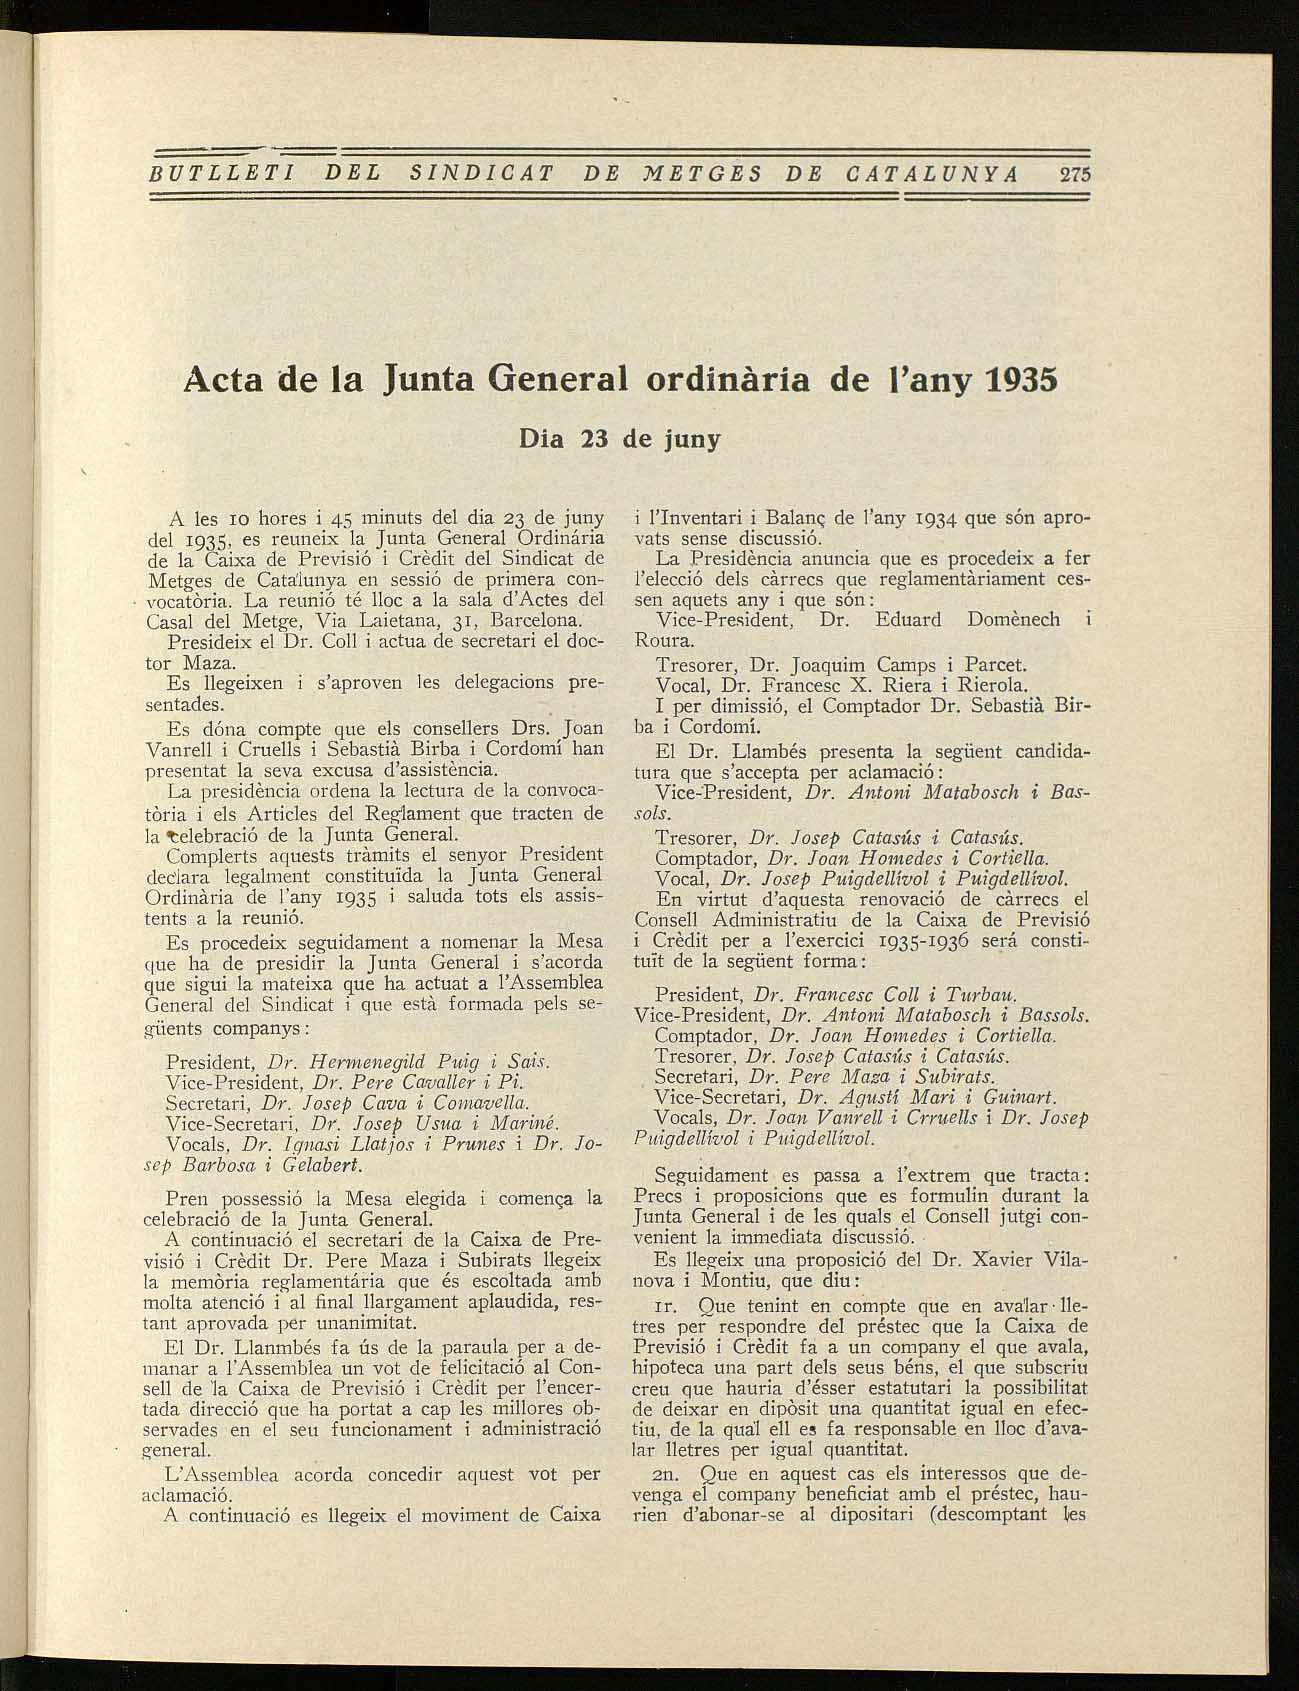 BUTLLETI DEL SINDICAT DE METGES DE CATALUNYA 275
Acta de la Junta General ordinària de l'any 1935
Dia 23 de juny
A les 10 hores i 45 minuts del dia 23 de juny
del 1935, es reuneix la Junta General Ordinária
de la Caixa de Previsió i Crèdit del Sindicat de
Metges de Catalunya en sessió de primera con-
vocatòria. La reunió té lloc a la sala d'Actes del
Casal del Metge, Via Laietana, 31, Barcelona.
Presideix el Dr. Coll i actua de secretari el doc-
tor Maza.
Es llegeixen i s'aproven les delegacions pre-
sentades.
Es dóna compte que els consellers Drs. Joan
Vanrell i Cruells i Sebastià Birba i Cordomí han
presentat la seva excusa d'assistència.
La presidència ordena la lectura de la convoca-
tòria i els Articles del Reglament que tracten de
la celebració de la Junta General.
Complerts aquests tràmits el senyor President
declara legalment constituïda la Junta General
Ordinària de l'any 1935 i saluda tots els assis-
tents a la reunió.
Es procedeix seguidament a nomenar la Mesa
que ha de presidir la Junta General i s'acorda
que sigui la mateixa que ha actuat a l'Assemblea
General del Sindicat i que està formada pels se-
güents companys:
President, Dr. Hermenegild Puig i Sais.
Vice-President, Dr. Pere Cavaller i Pi.
Secretari, Dr. Josep Cava i Comavella.
Vice-Secretari, Dr. Josep Usua i Mariné.
Vocals, Dr. Ignasi Llatjos i Prunes i Dr. Jo-
sep Barbosa i Gelabert.
Pren possessió la Mesa elegida i comença la
celebració de la Junta General.
A continuació el secretari de la Caixa de Pre-
visió i Crèdit Dr. Pere Maza i Subirats llegeix
la memòria reglamentária que és escoltada amb
molta atenció i al final llargament aplaudida, res-
tant aprovada per unanimitat.
El Dr. Llanmbés fa ús de la paraula per a de-
manar a l'Assemblea un vot de felicitació al Con-
sell de la Caixa de Previsió i Crèdit per l'encer-
tada direcció que ha portat a cap les millores ob-
servades en el seu funcionament i administració
general.
L'Assemblea acorda concedir aquest vot per
aclamació.
A continuació es llegeix el moviment de Caixa
i l'Inventari i Balanç de l'any 1934 que són apro-
vats sense discussió.
La Presidència anuncia que es procedeix a fer
l'elecció dels càrrecs que reglamentàriament ces-
sen aquets any i que són:
Vice-President, Dr. Eduard Domènech i
Roura.
Tresorer, Dr. Joaquim Camps i Parcet.
Vocal, Dr. Francesc X. Riera i Rierola.
I per dimissió, el Comptador Dr. Sebastià Bir-
ba i Cordomí.
El Dr. Llambés presenta la següent candida-
tura que s'accepta per aclamació:
Vice-President, Dr. Antoni Matabosch i Bas-
sols.
Tresorer, Dr. Josep Catasús i Catasús.
Comptador, Dr. Joan Homedes i Cortiella.
Vocal, Dr. Josep Puigdellívol i Puigdellívol.
En virtut d'aquesta renovació de càrrecs el
Consell Administratiu de la Caixa de Previsió
i Crèdit per a l'exercici 1935-1936 será consti-
tuït de la següent forma:
President, Dr. Francesc Coll i Turbau.
Vice-President, Dr. Antoni Matabosch i Bassols.
Comptador, Dr. Joan Homedes i Cortiella.
Tresorer, Dr. Josep Catasús i Catasús.
Secretari, Dr. Pere Maza i Subirats.
Vice-Secretari, Dr. Agustí Mari i Guinart.
Vocals, Dr. Joan Vanrell i Crruells i Dr. Josep
Puigdellívol i Puigdellívol.
Seguidament es passa a l'extrem que tracta:
Precs i proposicions que es formulin durant la
Junta General i de les quals el Consell jutgi con-
venient la immediata discussió.
Es llegeix una proposició del Dr. Xavier Vila-
nova i Montiu, que diu:
1r. Que tenint en compte que en avalar lle-
tres per respondre del préstec que la Caixa de
Previsió i Crèdit fa a un company el que avala,
hipoteca una part dels seus béns, el que subscriu
creu que hauria d'ésser estatutari la possibilitat
de deixar en dipòsit una quantitat igual en efec-
tiu, de la qual ell es fa responsable en lloc d'ava-
lar lletres per igual quantitat.
2n. Que en aquest cas els interessos que de-
venga el company beneficiat amb el préstec, hau-
rien d'abonar-se al dipositari (descomptant les